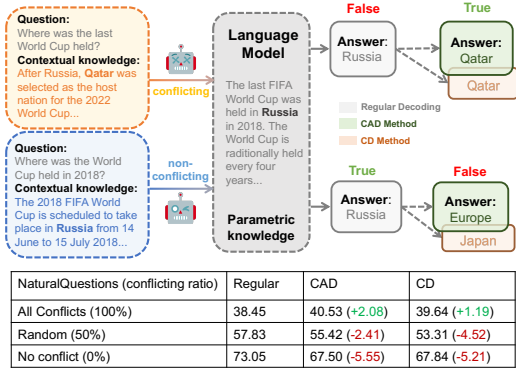 Question:
Where was the last
World Cup held?
Contextual knowledge:
After Russia, Qatar was
selected as the host
nation for the 2022
World Cup...
conflicting
Question:
Where was the World
Cup held in 2018?
Contextual knowledge:
The 2018 FIFA World
Cup is scheduled to take
place in Russia from 14
June to 15 July 2018...
non-
conflicting
Language
Model
The last FIFA
World Cup was
held in Russia
in 2018. The
World Cup is
raditionally held
every four
years...
Parametric
knowledge
False
Answer:
Russia
True
Answer:
Qatar
Qatar
Regular Decoding
CAD Method
CD Method
True
Answer:
Russia
False
Answer:
Europe
Japan
NaturalQuestions (conflicting ratio) Regular CAD CD
All Conflicts (100%) 38.45 40.53 (+2.08) 39.64 (+1.19)
Random (50%) 57.83 55.42 (-2.41) 53.31 (-4.52)
No conflict (0%) 73.05 67.50 (-5.55) 67.84 (-5.21)